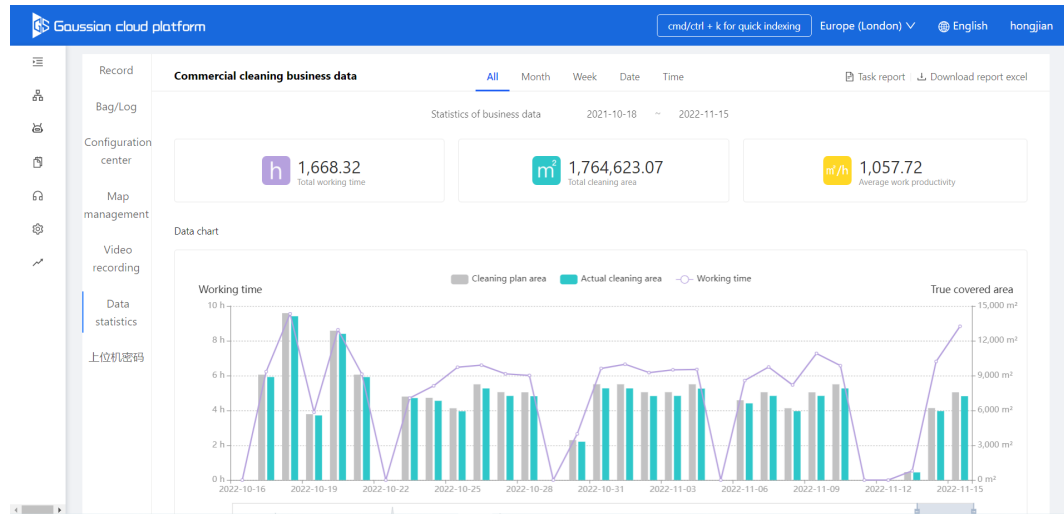 GS Gaussian cloud platform
cmd/ctrl + k for quick indexing
Europe (London)
English
hongjian
Record
Bag/Log
Configuration
center
Map
management
Video
recording
Data
statistics
上位机密码
Commercial cleaning business data
All
Month
Week
Date
Time
Task report
Download report excel
Statistics of business data
2021-10-18
~
2022-11-15
h
1,668.32
Total working time
m²
1,764,623.07
Total cleaning area
m²/h
1,057.72
Average work productivity
Data chart
Cleaning plan area
Actual cleaning area
Working time
Working time
True covered area
10 h
15,000 m²
8 h
12,000 m²
6 h
9,000 m²
4 h
6,000 m²
2 h
3,000 m²
0 h
0 m²
2022-10-16
2022-10-19
2022-10-22
2022-10-25
2022-10-28
2022-10-31
2022-11-03
2022-11-06
2022-11-09
2022-11-12
2022-11-15